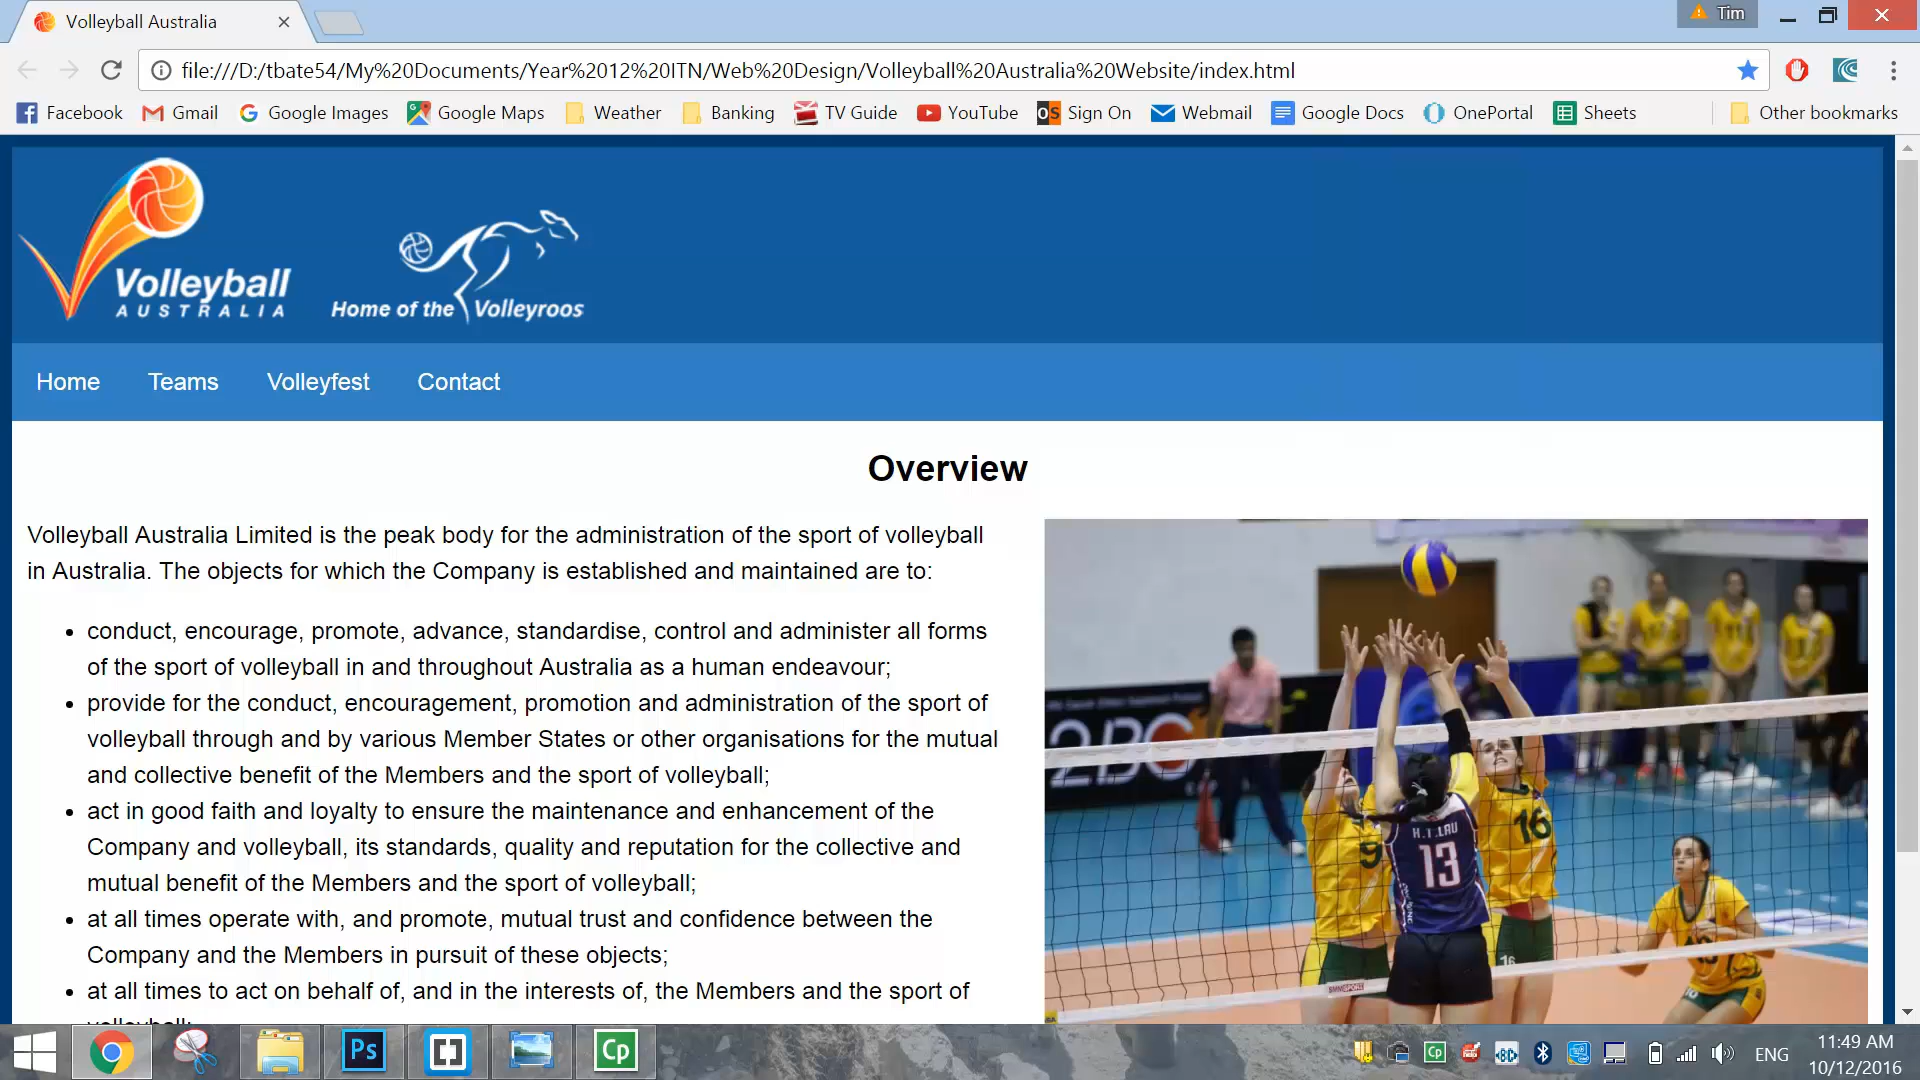 Volleyball Australia
Tim
file:///D:/tbate54/My%20Documents/Year%2012%20ITN/Web%20Design/Volleyball%20Australia%20Website/index.html
Facebook Gmail Google Images Google Maps Weather Banking TV Guide YouTube Sign On Webmail Google Docs OnePortal Sheets Other bookmarks
Volleyball
AUSTRALIA
Home of the Volleyroos
Home Teams Volleyfest Contact
Overview
Volleyball Australia Limited is the peak body for the administration of the sport of volleyball
in Australia. The objects for which the Company is established and maintained are to:
• conduct, encourage, promote, advance, standardise, control and administer all forms
of the sport of volleyball in and throughout Australia as a human endeavour;
• provide for the conduct, encouragement, promotion and administration of the sport of
volleyball through and by various Member States or other organisations for the mutual
and collective benefit of the Members and the sport of volleyball;
• act in good faith and loyalty to ensure the maintenance and enhancement of the
Company and volleyball, its standards, quality and reputation for the collective and
mutual benefit of the Members and the sport of volleyball;
• at all times operate with, and promote, mutual trust and confidence between the
Company and the Members in pursuit of these objects;
• at all times to act on behalf of, and in the interests of, the Members and the sport of
volleyball;
2BC
9
H.T.LAU
13
16
16
Ps
Cp
Cp
ENG
11:49 AM
10/12/2016